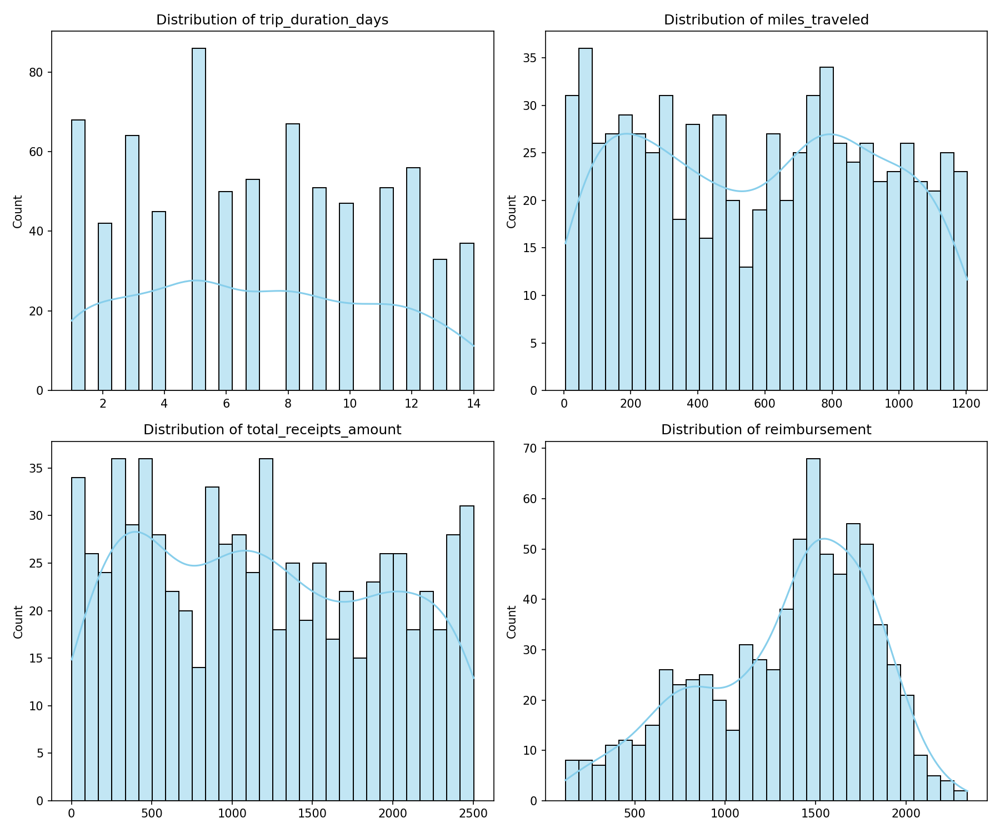 Distribution of trip_duration_days
Count
80
60
40
20
0
2 4 6 8 10 12 14
Distribution of miles_traveled
Count
35
30
25
20
15
10
5
0
0 200 400 600 800 1000 1200
Distribution of total_receipts_amount
Count
35
30
25
20
15
10
5
0
0 500 1000 1500 2000 2500
Distribution of reimbursement
Count
70
60
50
40
30
20
10
0
500 1000 1500 2000